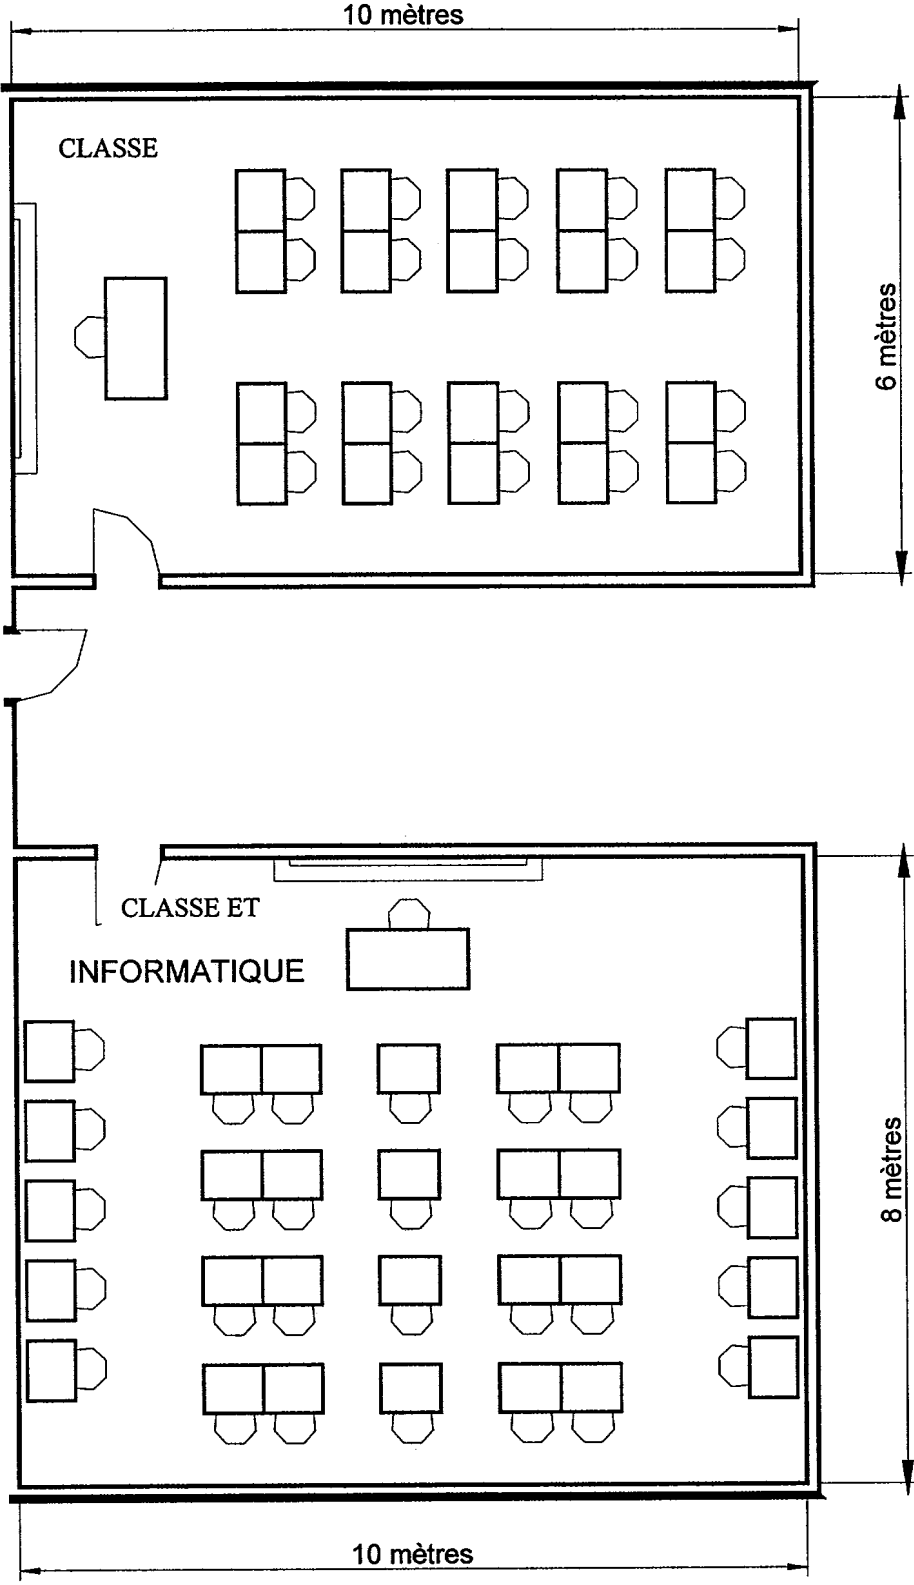 10 mètres
CLASSE
6 mètres
CLASSE ET
INFORMATIQUE
8 mètres
10 mètres